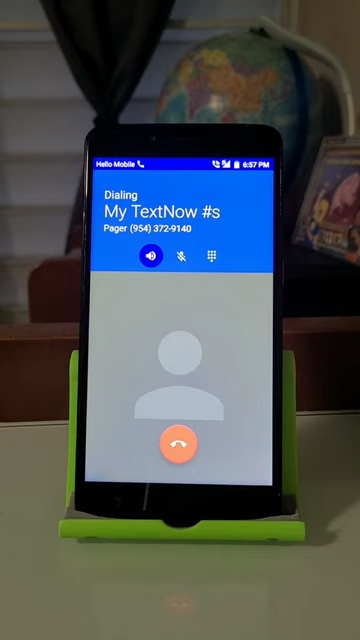 Hello Mobile
6:57 PM
Dialing
My TextNow #s
Pager (954) 372-9140